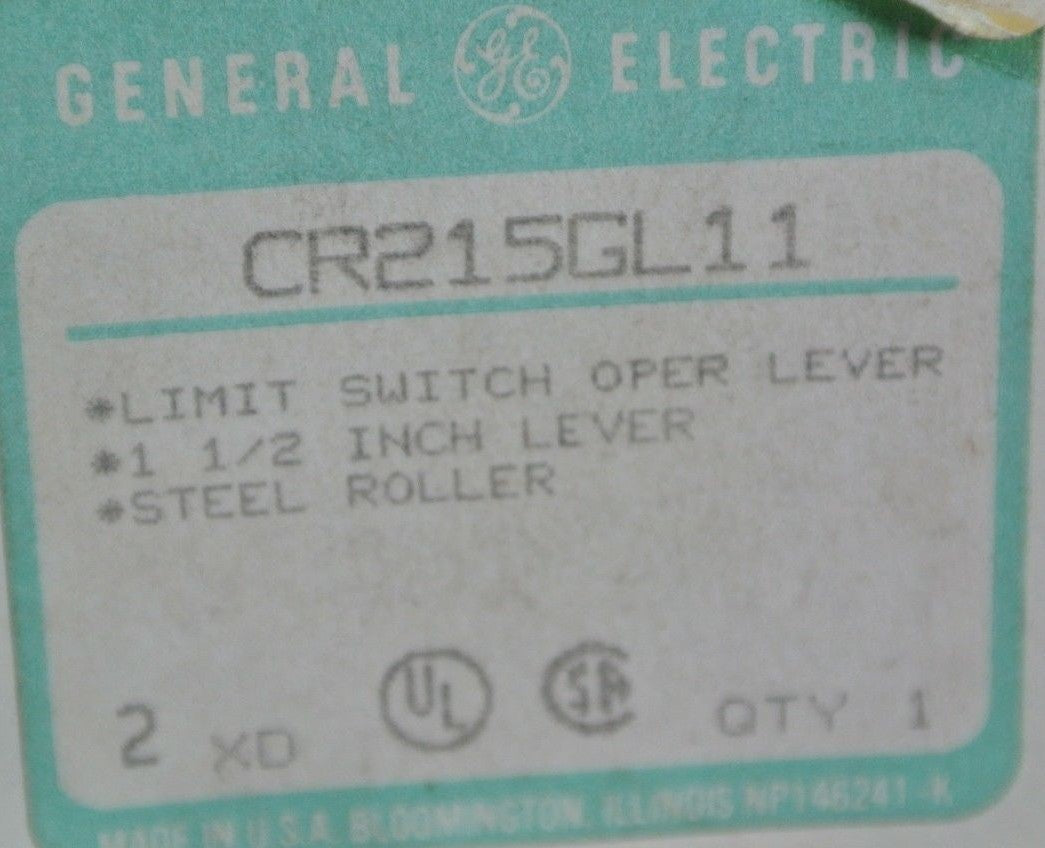 GENERAL GE ELECTRIC
CR215GL11
*LIMIT SWITCH OPER LEVER
*1 1/2 INCH LEVER
*STEEL ROLLER
2 XD UL SA QTY 1
MADE IN U.S.A. BLOOMINGTON, ILLINOIS NP146241-K